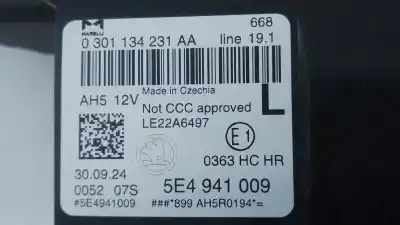 668
MARELLI
0 301 134 231 AA line 19.1
Made in Czechia
AH5 12V
Not CCC approved
L
LE22A6497
E1
0363 HC HR
30.09.24
0052 07S
5E4 941 009
#5E4941009
###*899 AH5R0194*=